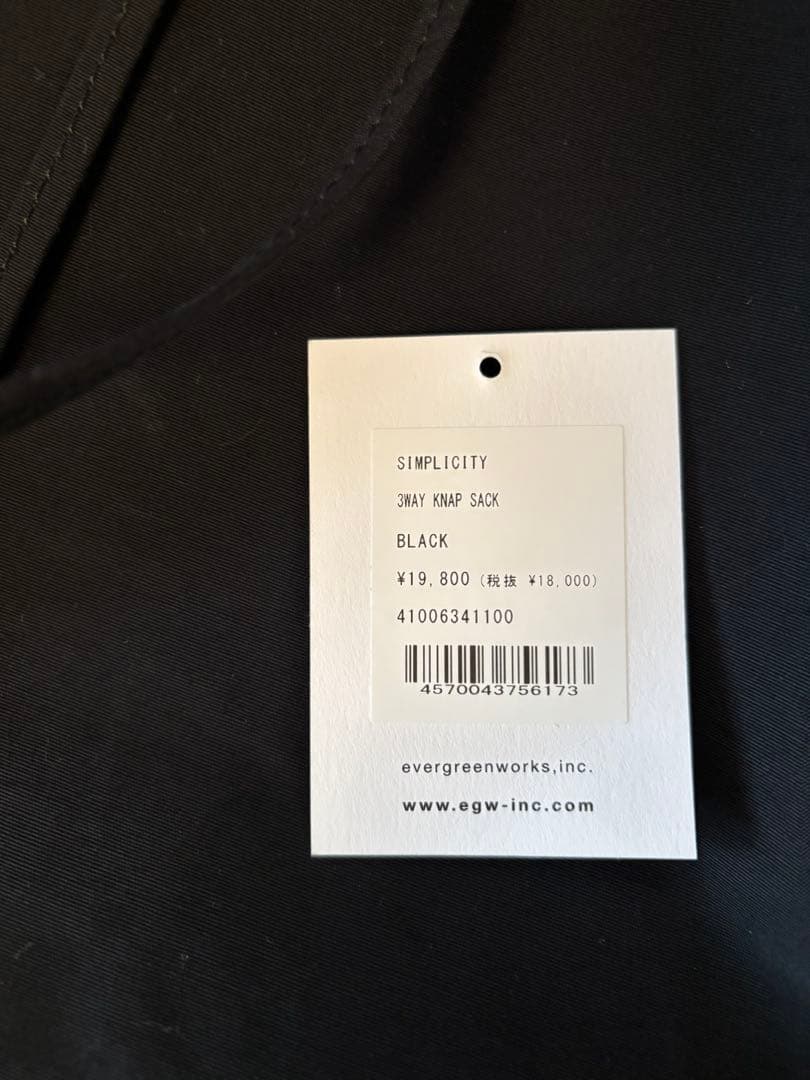 SIMPLICITY
3WAY KNAP SACK
BLACK
¥19,800 (税抜 ¥18,000)
41006341100
4570043756173
evergreenworks,inc.
www.egw-inc.com